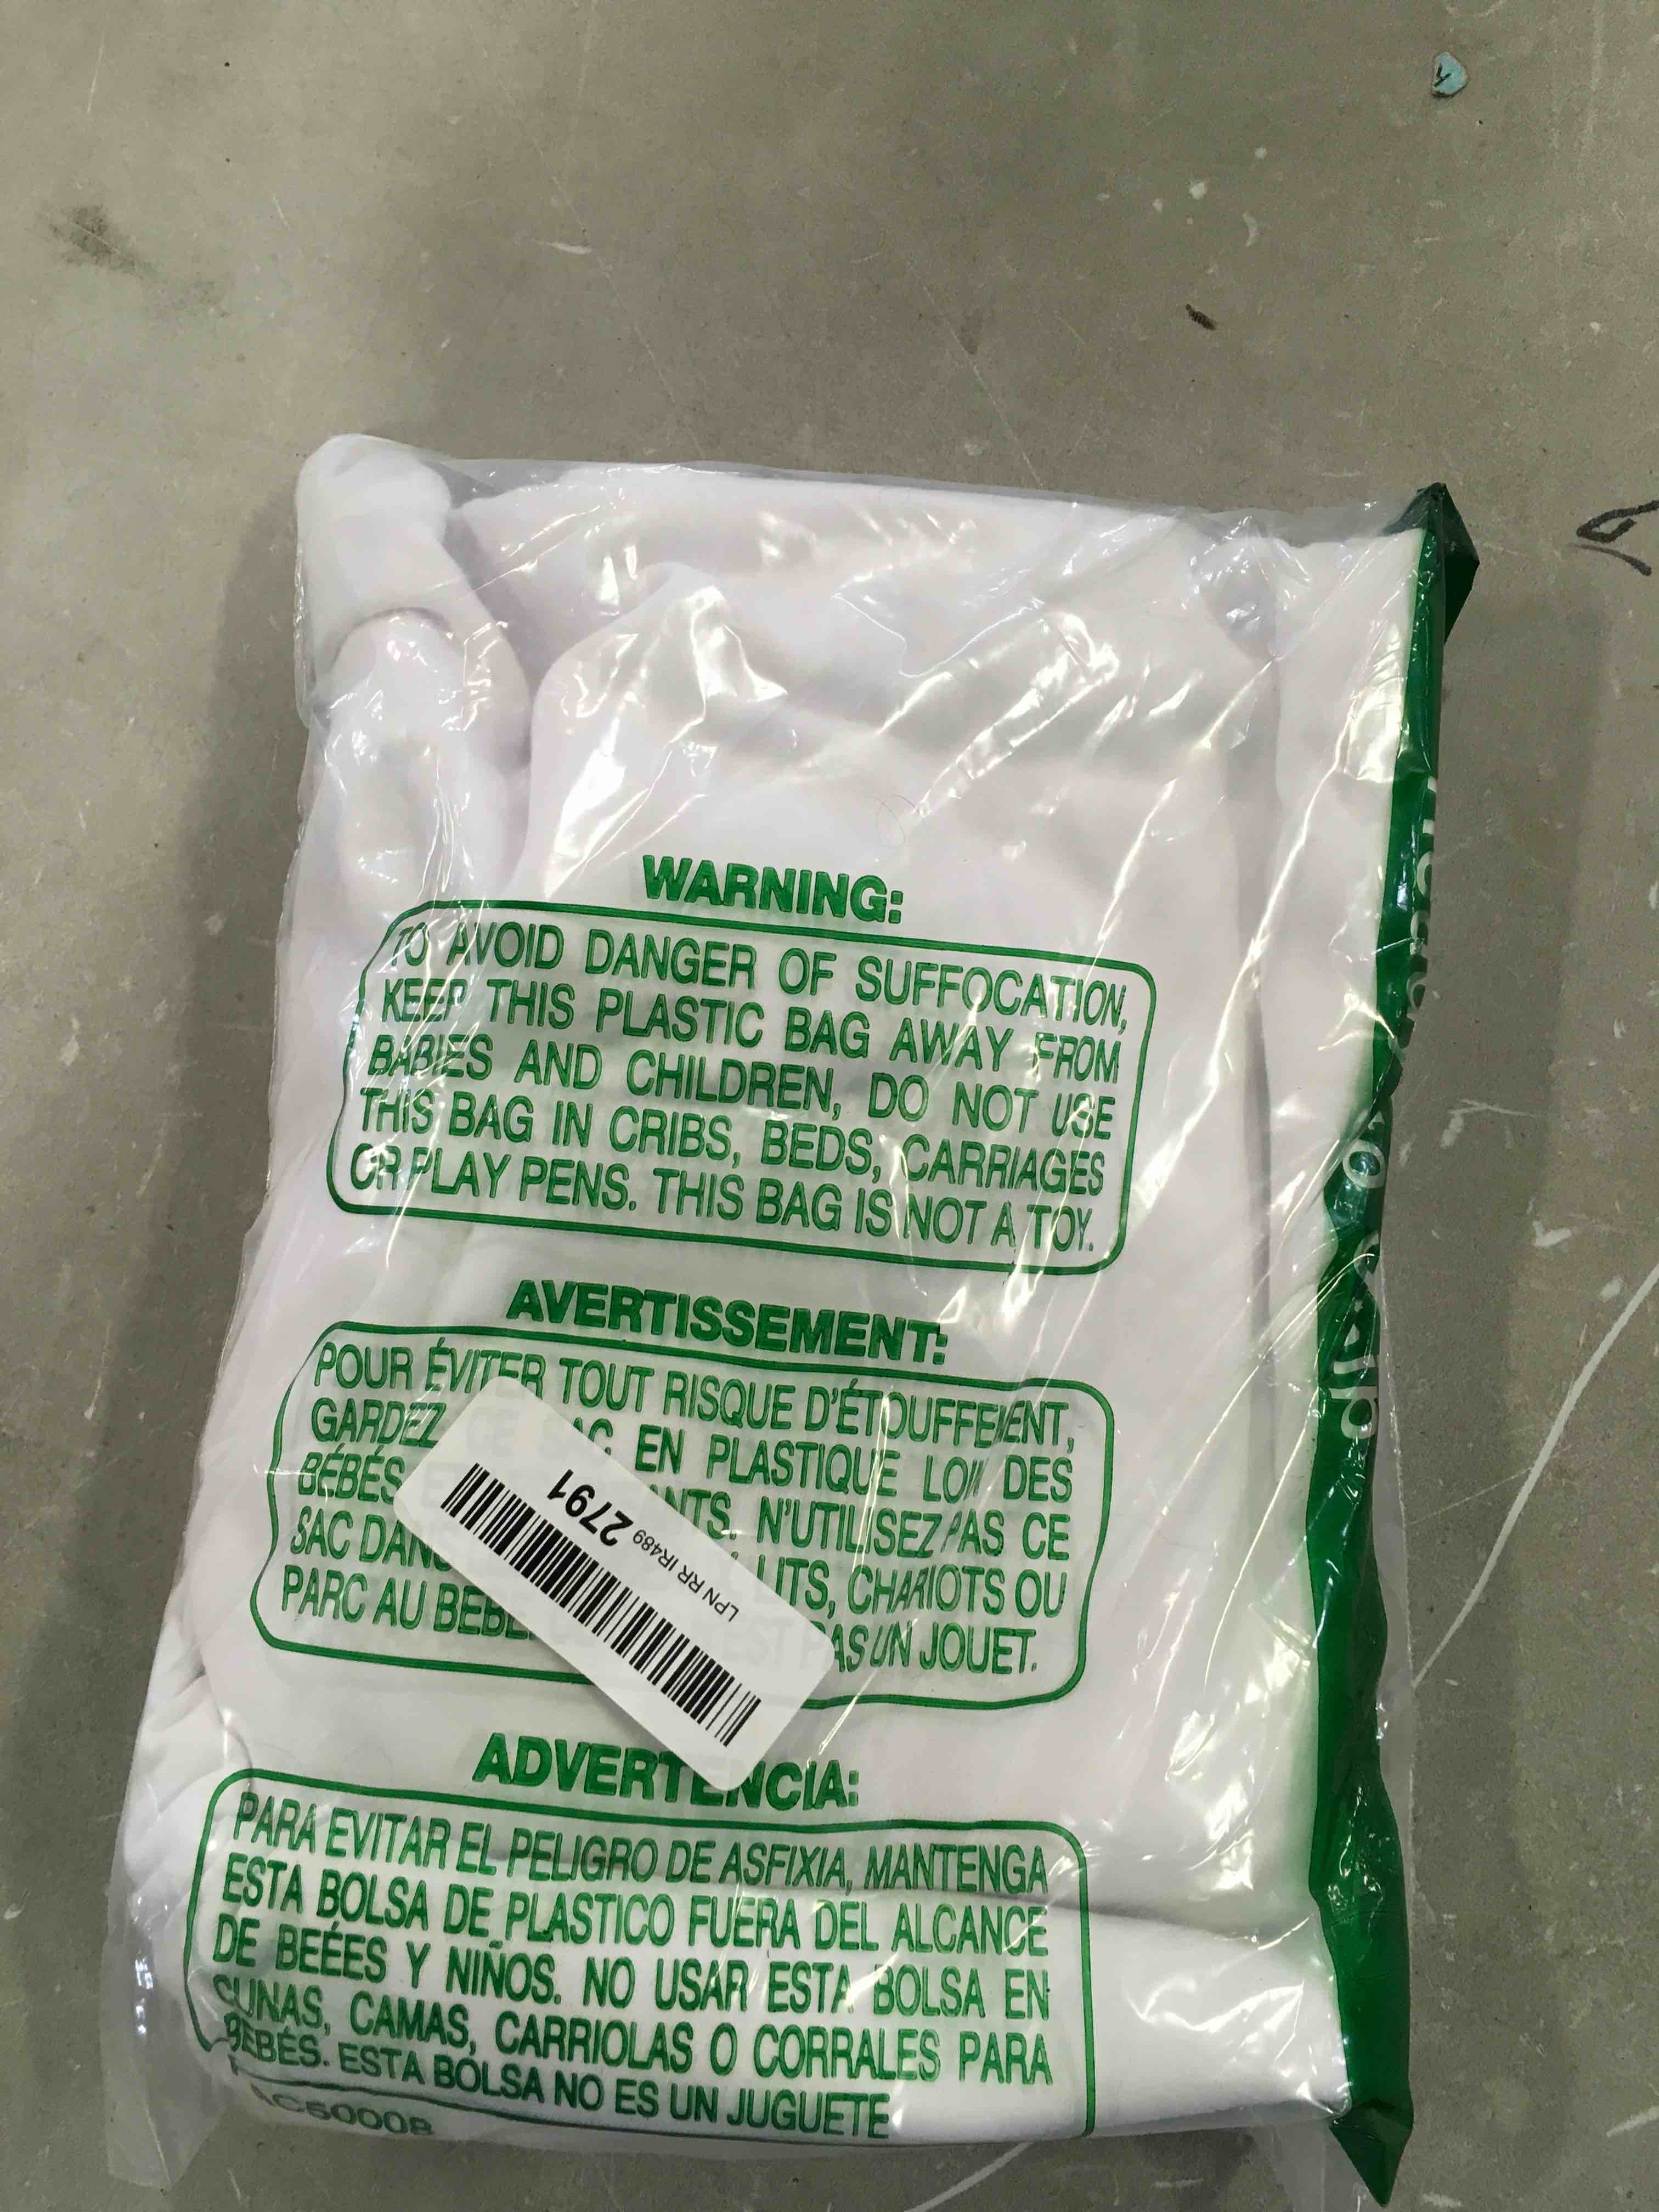 WARNING:
TO AVOID DANGER OF SUFFOCATION,
KEEP THIS PLASTIC BAG AWAY FROM
BABIES AND CHILDREN, DO NOT USE
THIS BAG IN CRIBS, BEDS, CARRIAGES
OR PLAY PENS. THIS BAG IS NOT A TOY.
AVERTISSEMENT:
POUR ÉVITER TOUT RISQUE D'ÉTOUFFEMENT,
GARDEZ CE SAC EN PLASTIQUE LOIN DES
BÉBÉS N'UTILISEZ PAS CE
SAC LITS, CHARIOTS OU
PARC AU PAS UN JOUET.
LPN RR IR489 2791
ADVERTENCIA:
PARA EVITAR EL PELIGRO DE ASFIXIA, MANTENGA
ESTA BOLSA DE PLASTICO FUERA DEL ALCANCE
DE BEÉES Y NIÑOS. NO USAR ESTA BOLSA EN
CUNAS, CAMAS, CARRIOLAS O CORRALES PARA
BEBÉS. ESTA BOLSA NO ES UN JUGUETE